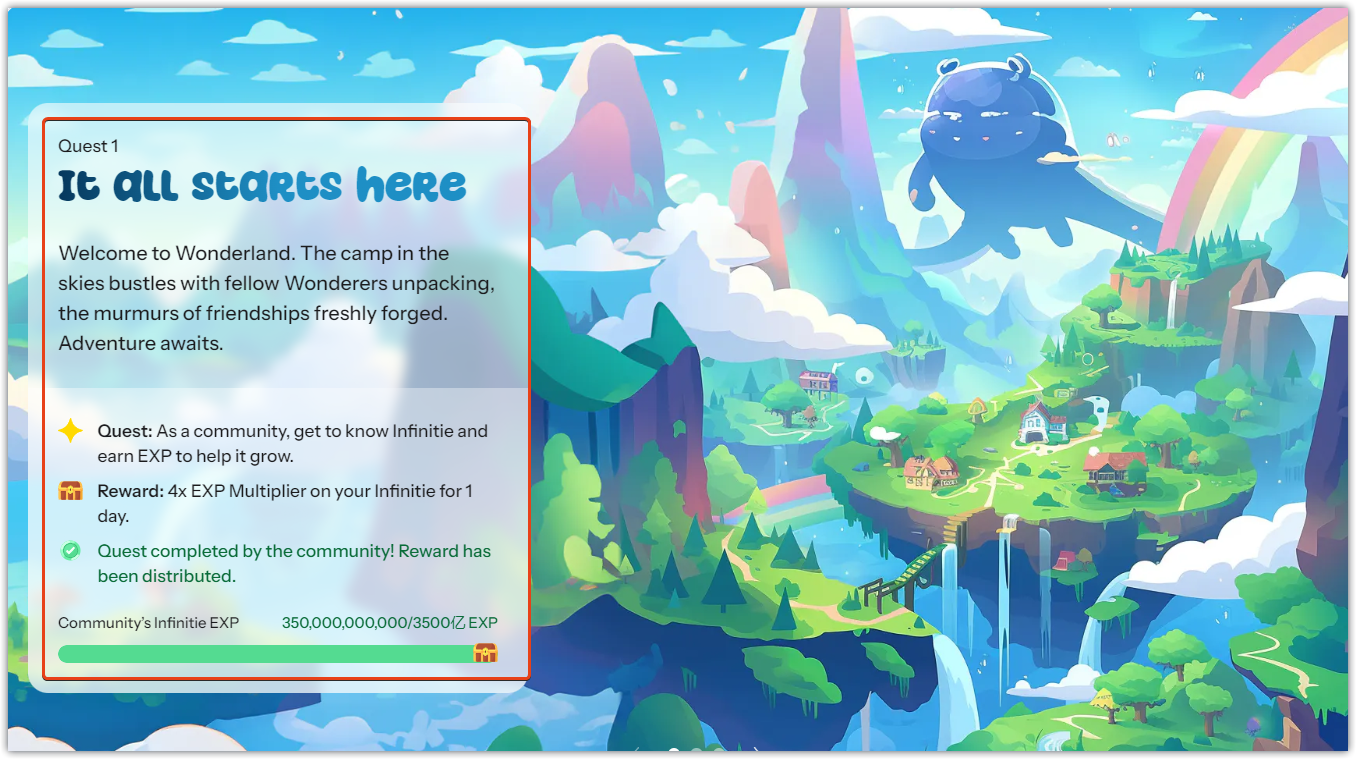 Quest 1
It all starts here
Welcome to Wonderland. The camp in the
skies bustles with fellow Wonderers unpacking,
the murmurs of friendships freshly forged.
Adventure awaits.
Quest: As a community, get to know Infinitie and
earn EXP to help it grow.
Reward: 4x EXP Multiplier on your Infinitie for 1
day.
Quest completed by the community! Reward has
been distributed.
Community's Infinitie EXP 350,000,000,000/3500亿 EXP